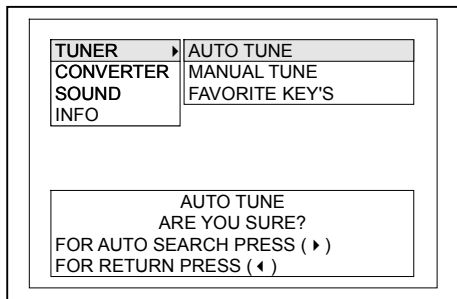 TUNER ▸ AUTO TUNE
CONVERTER MANUAL TUNE
SOUND FAVORITE KEY'S
INFO
AUTO TUNE
ARE YOU SURE?
FOR AUTO SEARCH PRESS ( ▸ )
FOR RETURN PRESS ( ◂ )